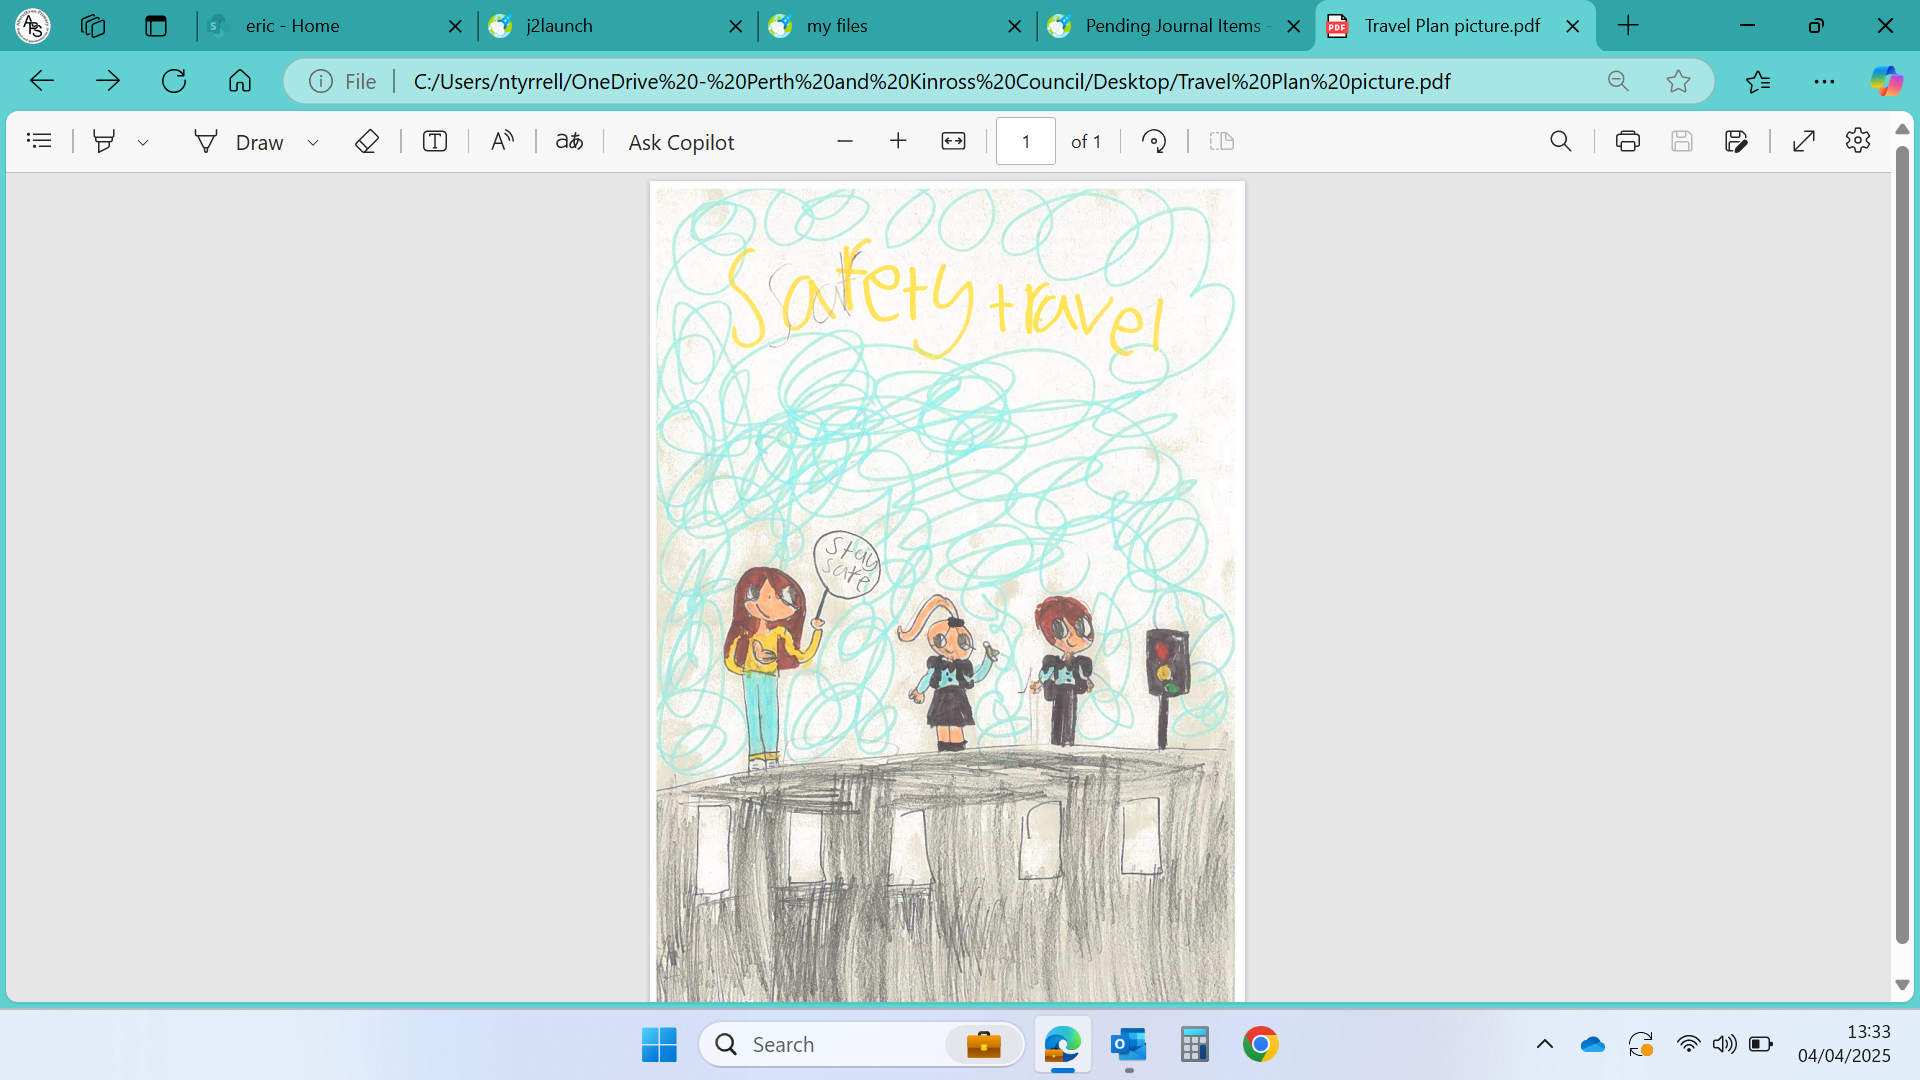 eric - Home
j2launch
my files
Pending Journal Items -
Travel Plan picture.pdf
File
C:/Users/ntyrrell/OneDrive%20-%20Perth%20and%20Kinross%20Council/Desktop/Travel%20Plan%20picture.pdf
Draw
Ask Copilot
1 of 1
Safety travel
Stay
safe
Search
13:33
04/04/2025